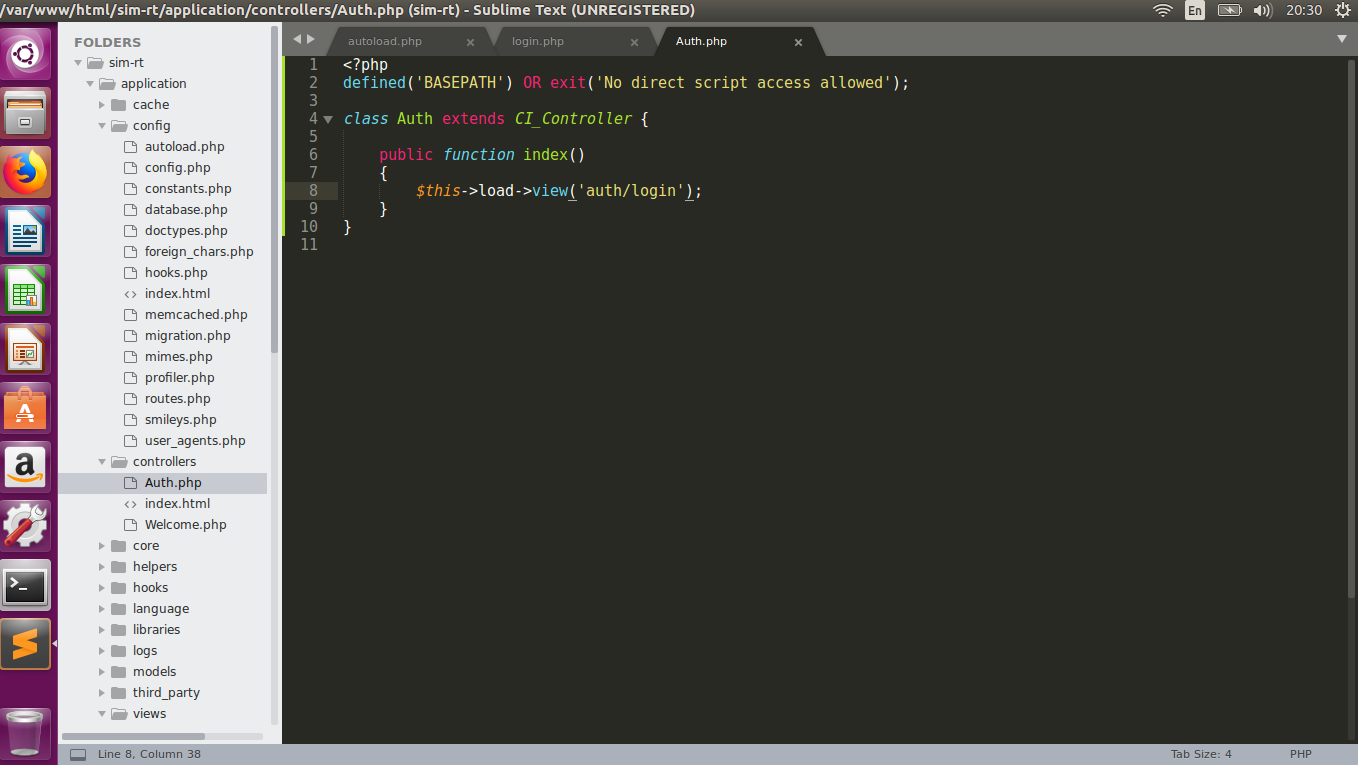 /var/www/html/sim-rt/application/controllers/Auth.php (sim-rt) - Sublime Text (UNREGISTERED)
En
20:30
FOLDERS
sim-rt
application
cache
config
autoload.php
config.php
constants.php
database.php
doctypes.php
foreign_chars.php
hooks.php
index.html
memcached.php
migration.php
mimes.php
profiler.php
routes.php
smileys.php
user_agents.php
controllers
Auth.php
index.html
Welcome.php
core
helpers
hooks
language
libraries
logs
models
third_party
views
autoload.php
login.php
Auth.php
1 <?php
2 defined('BASEPATH') OR exit('No direct script access allowed');
3
4 class Auth extends CI_Controller {
5
6 public function index()
7 {
8 $this->load->view('auth/login');
9 }
10 }
11
Line 8, Column 38
Tab Size: 4
PHP